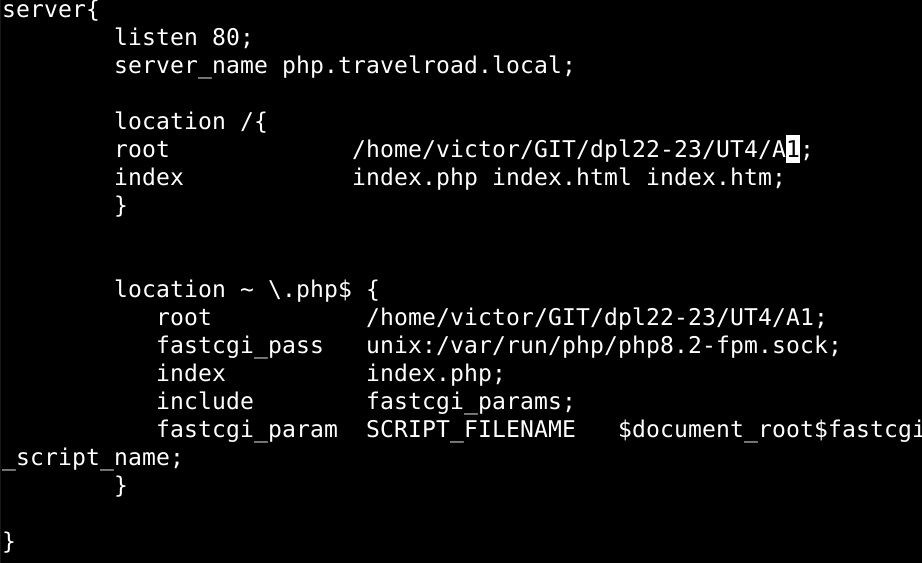 server{
listen 80;
server_name php.travelroad.local;
location /{
root /home/victor/GIT/dpl22-23/UT4/A1;
index index.php index.html index.htm;
}
location ~ \.php$ {
root /home/victor/GIT/dpl22-23/UT4/A1;
fastcgi_pass unix:/var/run/php/php8.2-fpm.sock;
index index.php;
include fastcgi_params;
fastcgi_param SCRIPT_FILENAME $document_root$fastcgi
_script_name;
}
}